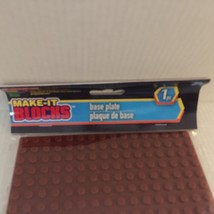 MAKE-IT
BLOCKS
base plate
plaque de base
1